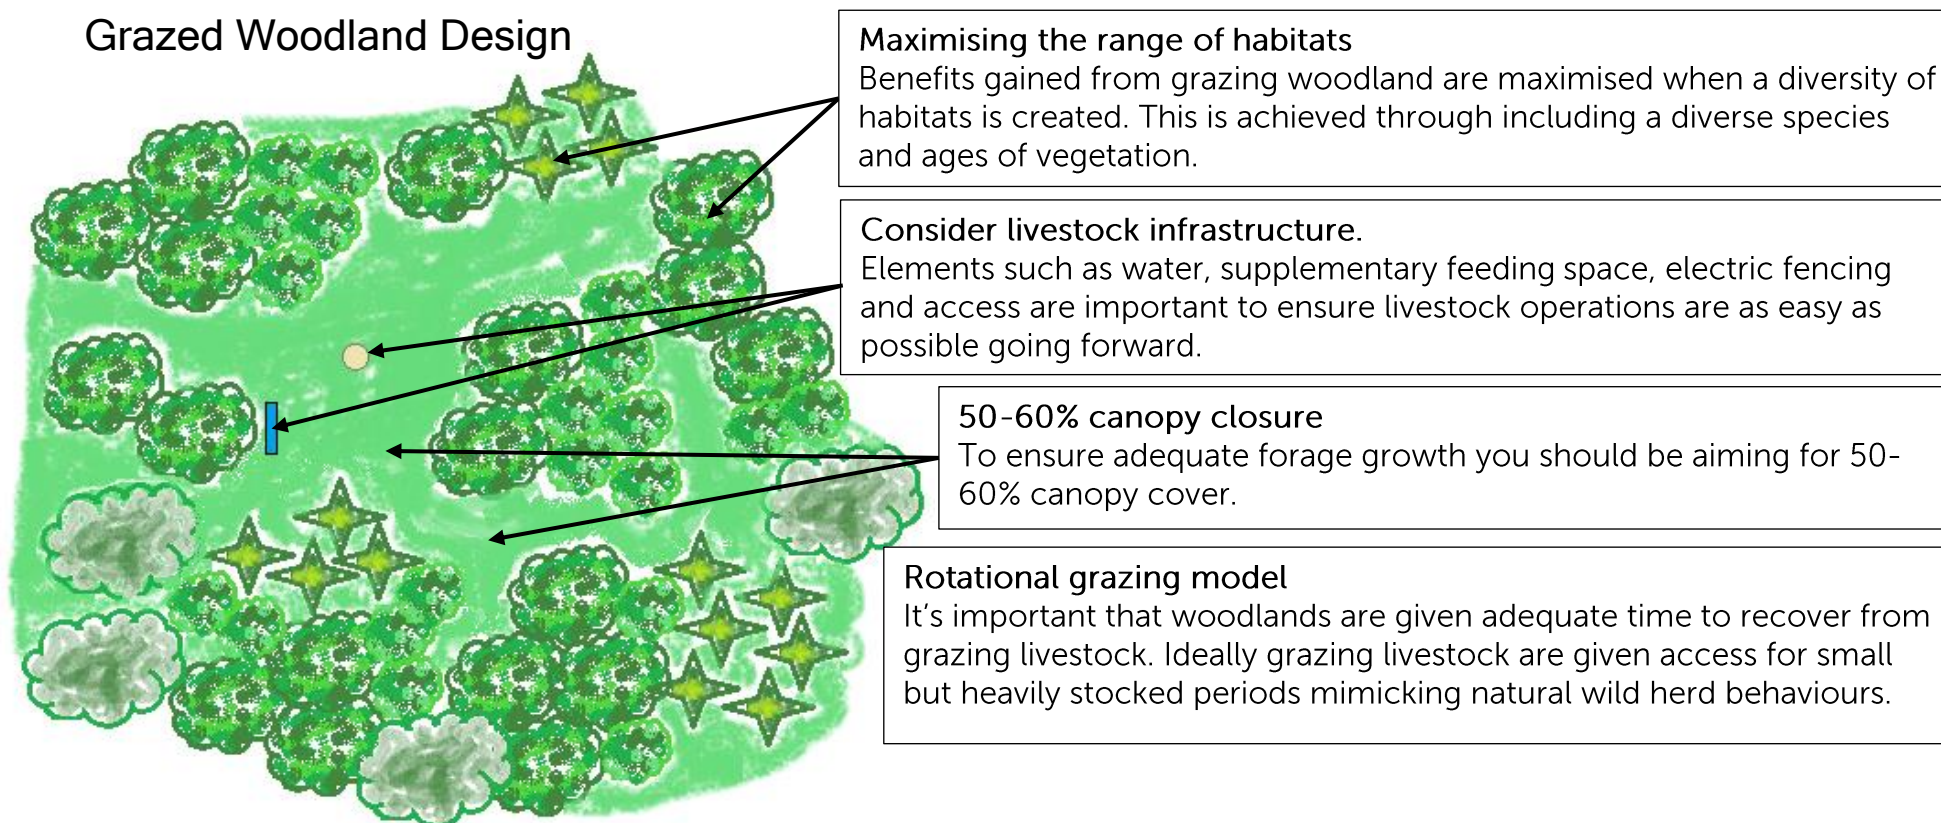 Grazed Woodland Design
Maximising the range of habitats
Benefits gained from grazing woodland are maximised when a diversity of
habitats is created. This is achieved through including a diverse species
and ages of vegetation.
Consider livestock infrastructure.
Elements such as water, supplementary feeding space, electric fencing
and access are important to ensure livestock operations are as easy as
possible going forward.
50-60% canopy closure
To ensure adequate forage growth you should be aiming for 50-
60% canopy cover.
Rotational grazing model
It's important that woodlands are given adequate time to recover from
grazing livestock. Ideally grazing livestock are given access for small
but heavily stocked periods mimicking natural wild herd behaviours.